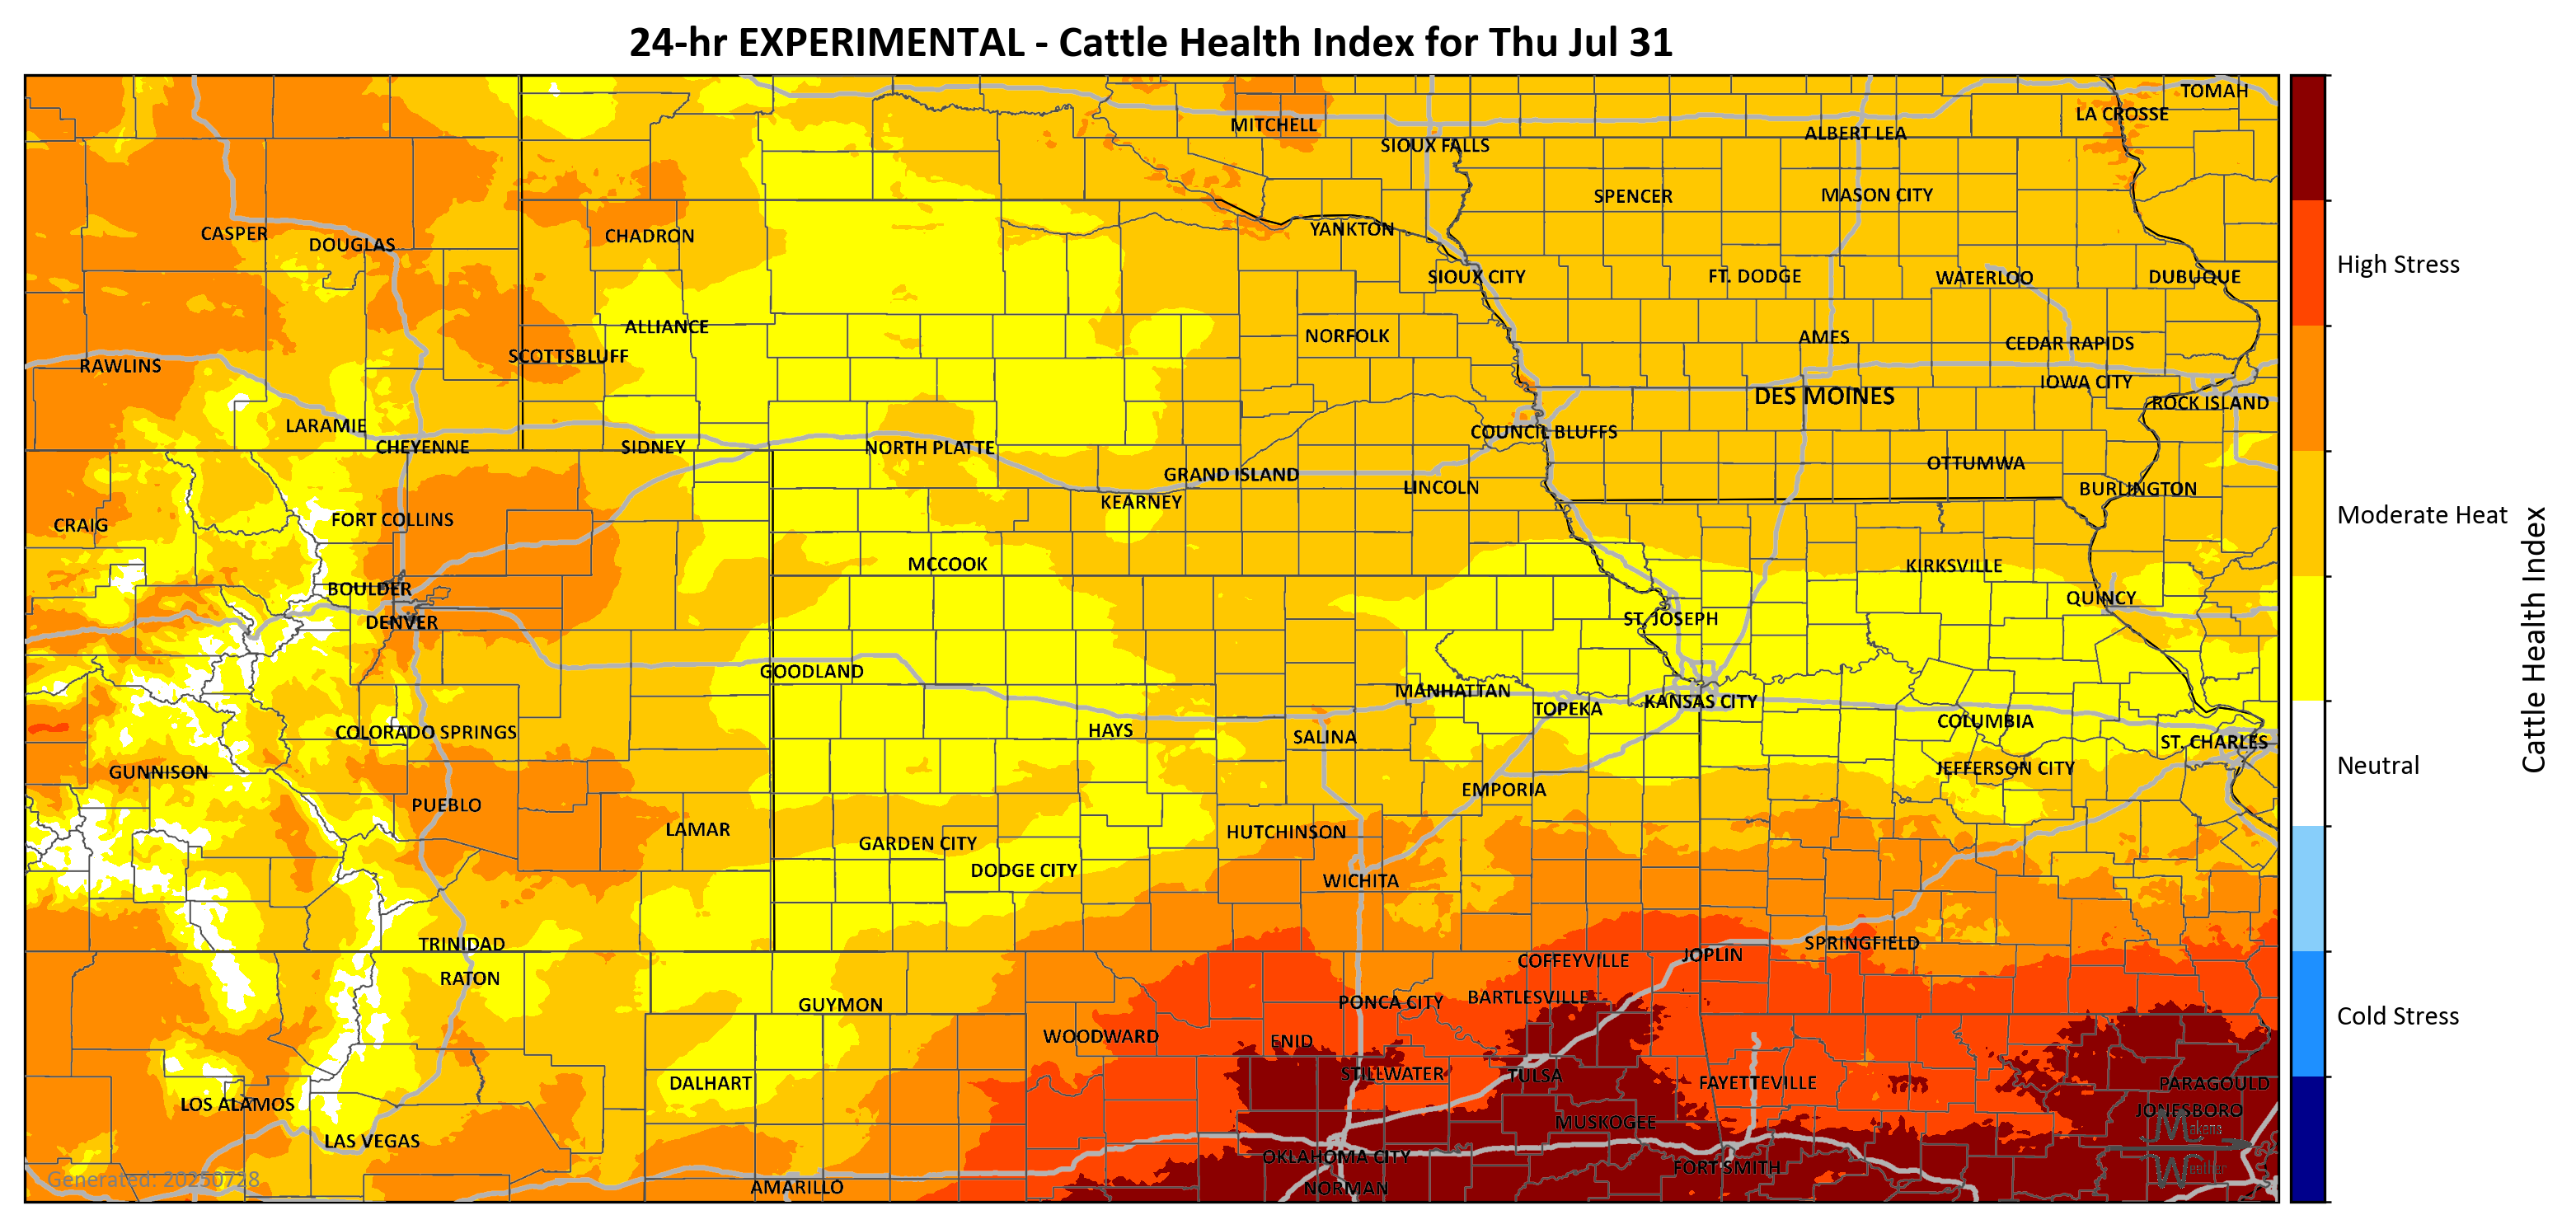 24-hr EXPERIMENTAL - Cattle Health Index for Thu Jul 31
TOMAH
LA CROSSE
MITCHELL
ALBERT LEA
SIOUX FALLS
SPENCER
MASON CITY
CASPER
DOUGLAS
CHADRON
YANKTON
SIOUX CITY
FT. DODGE
WATERLOO
DUBUQUE
High Stress
ALLIANCE
NORFOLK
AMES
CEDAR RAPIDS
SCOTTSBLUFF
RAWLINS
IOWA CITY
DES MOINES
ROCK ISLAND
LARAMIE
CHEYENNE
SIDNEY
NORTH PLATTE
COUNCIL BLUFFS
GRAND ISLAND
OTTUMWA
LINCOLN
BURLINGTON
KEARNEY
CRAIG
FORT COLLINS
Moderate Heat
MCCOOK
KIRKSVILLE
BOULDER
QUINCY
DENVER
ST. JOSEPH
Cattle Health Index
GOODLAND
MANHATTAN
TOPEKA
KANSAS CITY
COLORADO SPRINGS
HAYS
SALINA
COLUMBIA
ST. CHARLES
GUNNISON
JEFFERSON CITY
Neutral
PUEBLO
EMPORIA
LAMAR
GARDEN CITY
HUTCHINSON
DODGE CITY
WICHITA
TRINIDAD
SPRINGFIELD
RATON
COFFEYVILLE
JOPLIN
GUYMON
PONCA CITY
BARTLESVILLE
Cold Stress
WOODWARD
ENID
DALHART
STILLWATER
TULSA
FAYETTEVILLE
PARAGOULD
LOS ALAMOS
JONESBORO
MUSKOGEE
LAS VEGAS
OKLAHOMA CITY
FORT SMITH
Weather
Generated: 20250728
AMARILLO
NORMAN